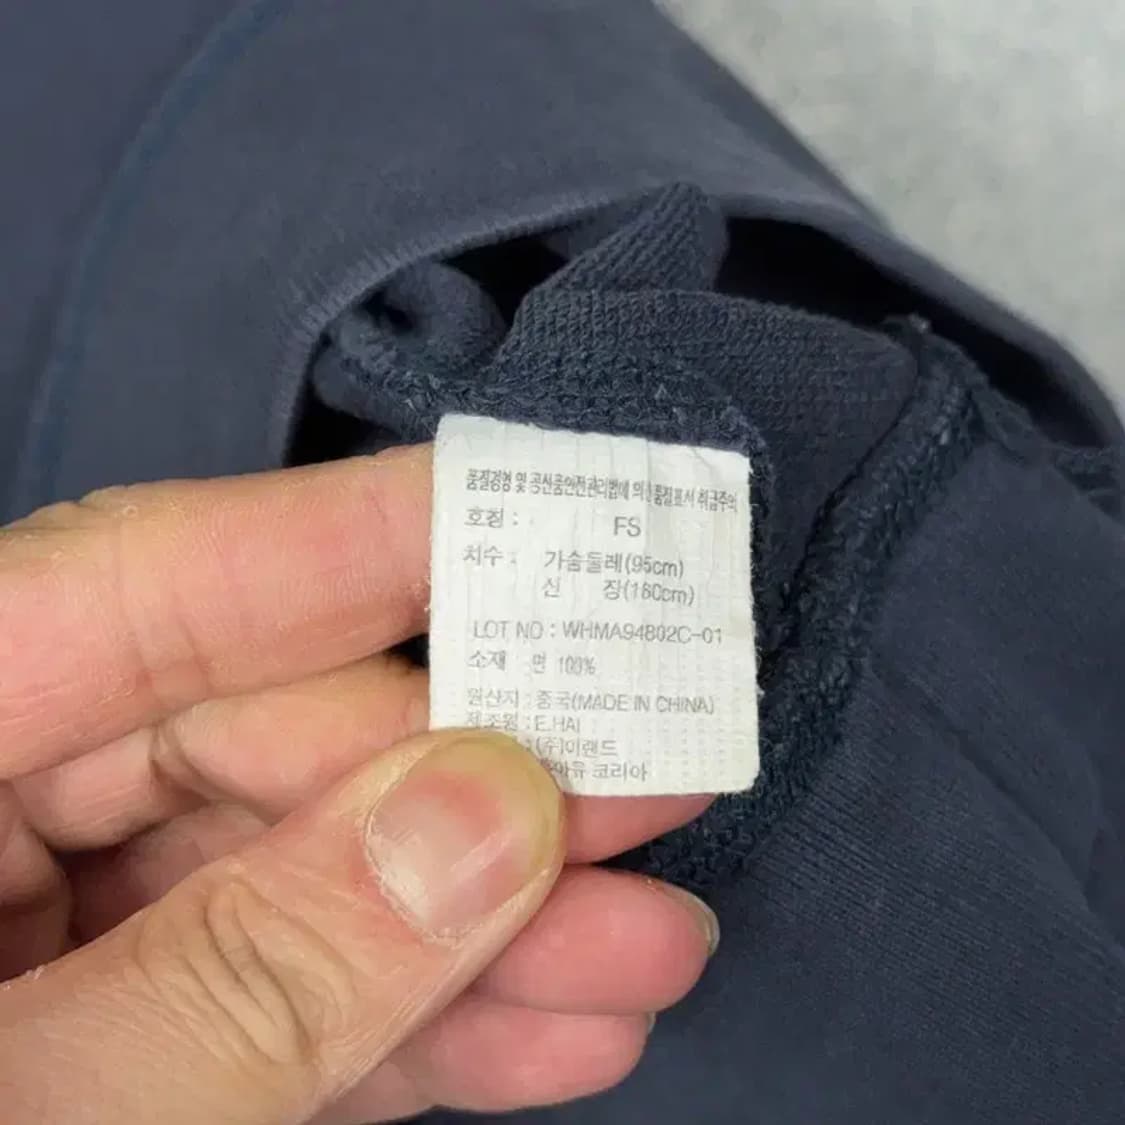 품질경영 및 공산품안전관리법에 의한 품질표시 취급주의
호칭 : FS
치수 : 가슴둘레(95cm)
신 장(160cm)
LOT NO : WHMA94802C-01
소재 면 100%
원산지 : 중국(MADE IN CHINA)
제조원 : E.HAI
: (주)이랜드
후아유 코리아